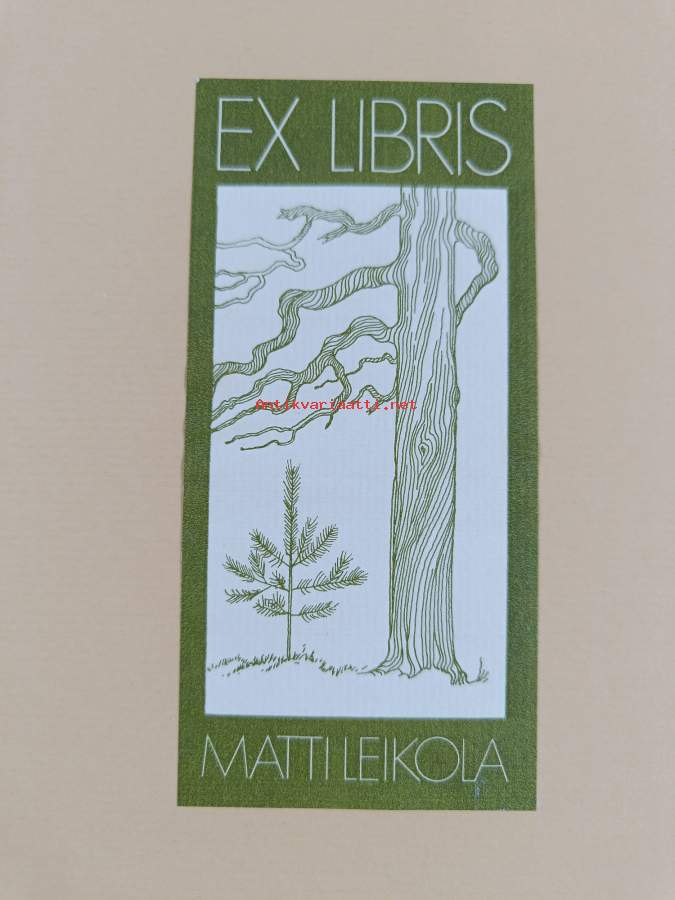 EX LIBRIS
Antikvariaatti.net
MATTI LEIKOLA